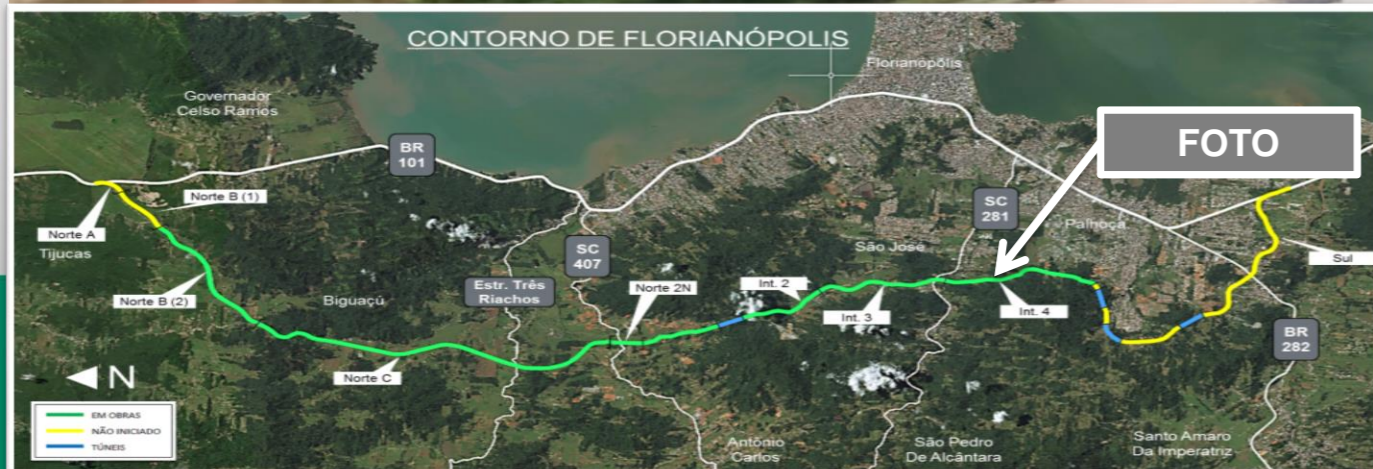 CONTORNO DE FLORIANÓPOLIS
Florianópolis
Governador
Celso Ramos
BR
101
FOTO
Norte B (1)
Norte A
Tijucas
SC
407
SC
281
Palhoça
São José
Sul
Norte B (2)
Biguaçú
Estr. Três
Riachos
Norte 2N
Int. 2
Int. 3
Int. 4
BR
282
N
Norte C
EM OBRAS
NÃO INICIADO
TÚNEIS
Antônio
Carlos
São Pedro
De Alcântara
Santo Amaro
Da Imperatriz